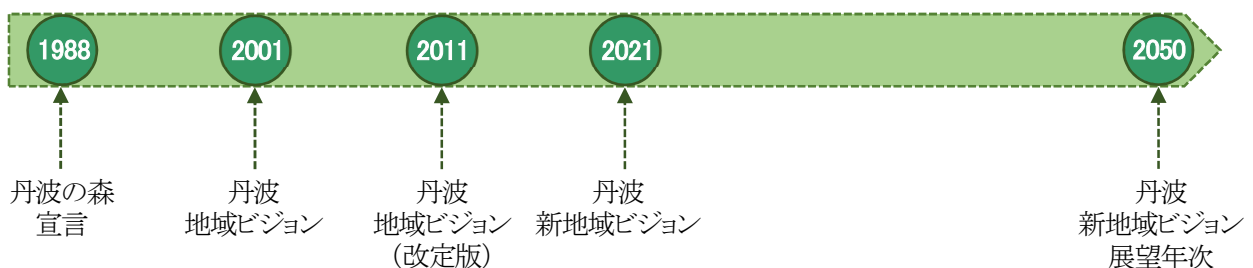 1988
2001
2011
2021
2050
丹波の森
宣言
丹波
地域ビジョン
丹波
地域ビジョン
（改定版）
丹波
新地域ビジョン
丹波
新地域ビジョン
展望年次